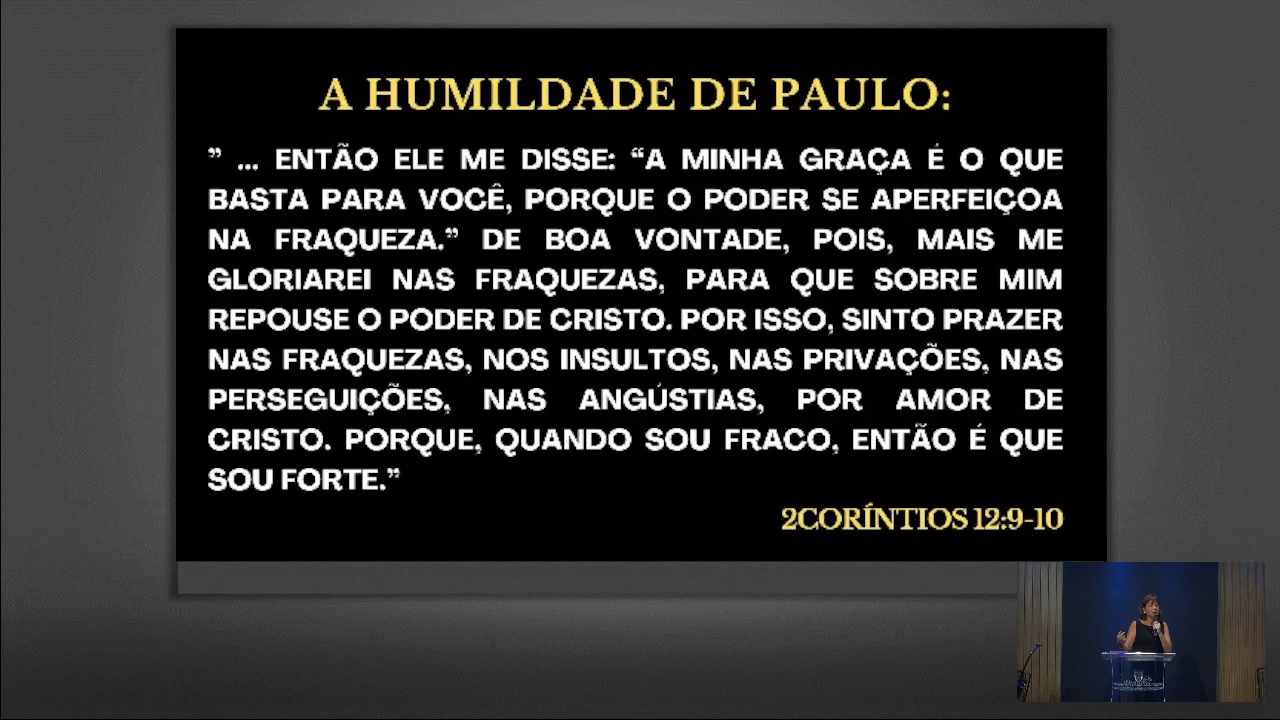 A HUMILDADE DE PAULO:
” ... ENTÃO ELE ME DISSE: “A MINHA GRAÇA É O QUE
BASTA PARA VOCÊ, PORQUE O PODER SE APERFEIÇOA
NA FRAQUEZA.” DE BOA VONTADE, POIS, MAIS ME
GLORIAREI NAS FRAQUEZAS, PARA QUE SOBRE MIM
REPOUSE O PODER DE CRISTO. POR ISSO, SINTO PRAZER
NAS FRAQUEZAS, NOS INSULTOS, NAS PRIVAÇÕES, NAS
PERSEGUIÇÕES, NAS ANGÚSTIAS, POR AMOR DE
CRISTO. PORQUE, QUANDO SOU FRACO, ENTÃO É QUE
SOU FORTE.”
2CORÍNTIOS 12:9-10